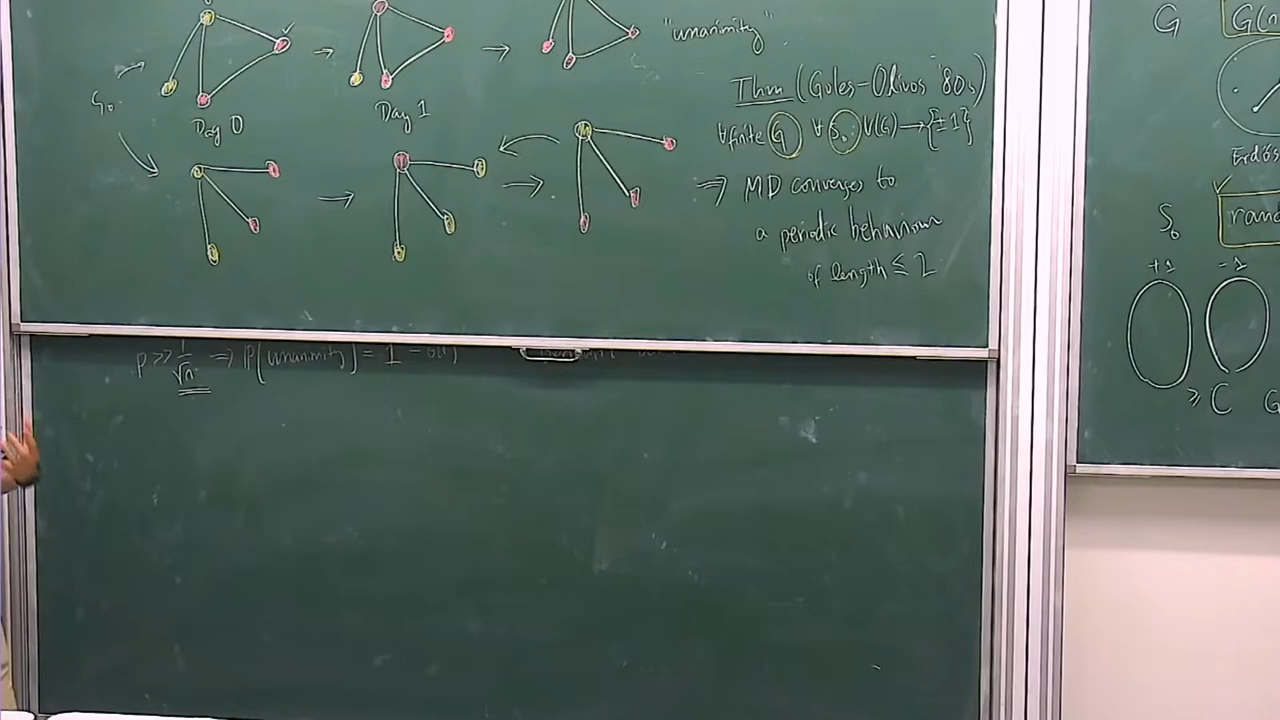 "unanimity"
S₀
Day 0
Day 1
Thm (Goles-Olivos '80s)
∀finite G ∀ S₀: V(G) → {±1}
⇒ MD converges to
a periodic behaviour
of length ≤ 2
p >> 1/√n ⇒ P(unanimity) = 1 - o(1)
G
G(n
Erdős
S₀
rand
+1 -1
≥ C G